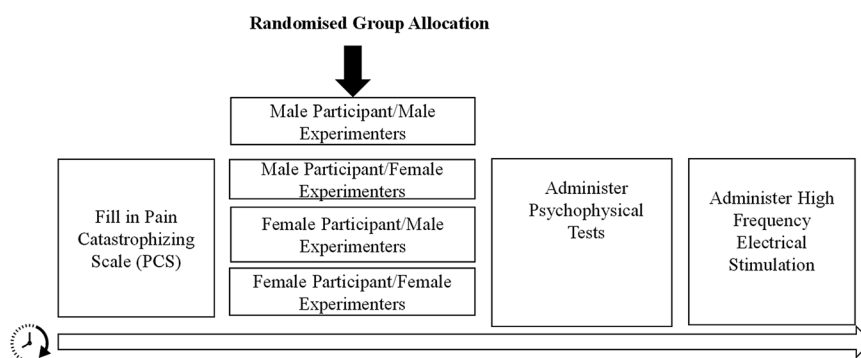 Randomised Group Allocation
Male Participant/Male
Experimenters
Male Participant/Female
Experimenters
Female Participant/Male
Experimenters
Female Participant/Female
Experimenters
Fill in Pain
Catastrophizing
Scale (PCS)
Administer
Psychophysical
Tests
Administer High
Frequency
Electrical
Stimulation